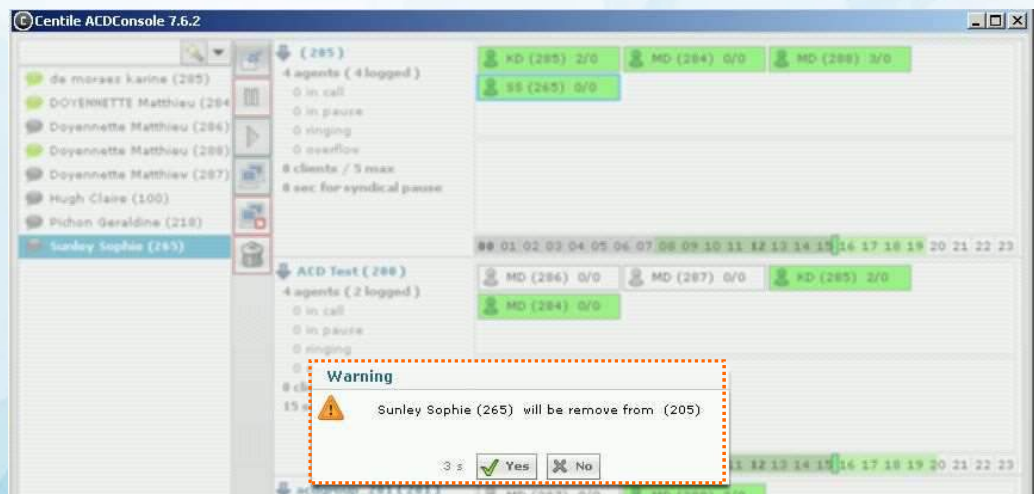 Centile ACDConsole 7.6.2
de moraes karine (285)
DOYENNETTE Matthieu (284
Doyennette Matthieu (286)
Doyennette Matthieu (288)
Doyennette Matthiew (287)
Hugh Claire (100)
Pichon Geraldine (218)
Sunley Sophie (265)
(205)
4 agents ( 4 logged )
0 in call
0 in pause
0 ringing
0 overflow
0 clients / 5 max
0 sec for syndical pause
KD (285) 2/0
MD (284) 0/0
MD (288) 3/0
SS (265) 0/0
00 01 02 03 04 05 06 07 08 09 10 11 12 13 14 15 16 17 18 19 20 21 22 23
ACD Test ( 200 )
4 agents ( 2 logged )
0 in call
0 in pause
0 ringing
MD (286) 0/0
MD (287) 0/0
KD (285) 2/0
MD (284) 0/0
12 13 14 15 16 17 18 19 20 21 22 23
Warning
Sunley Sophie (265) will be remove from (205)
3 s Yes No